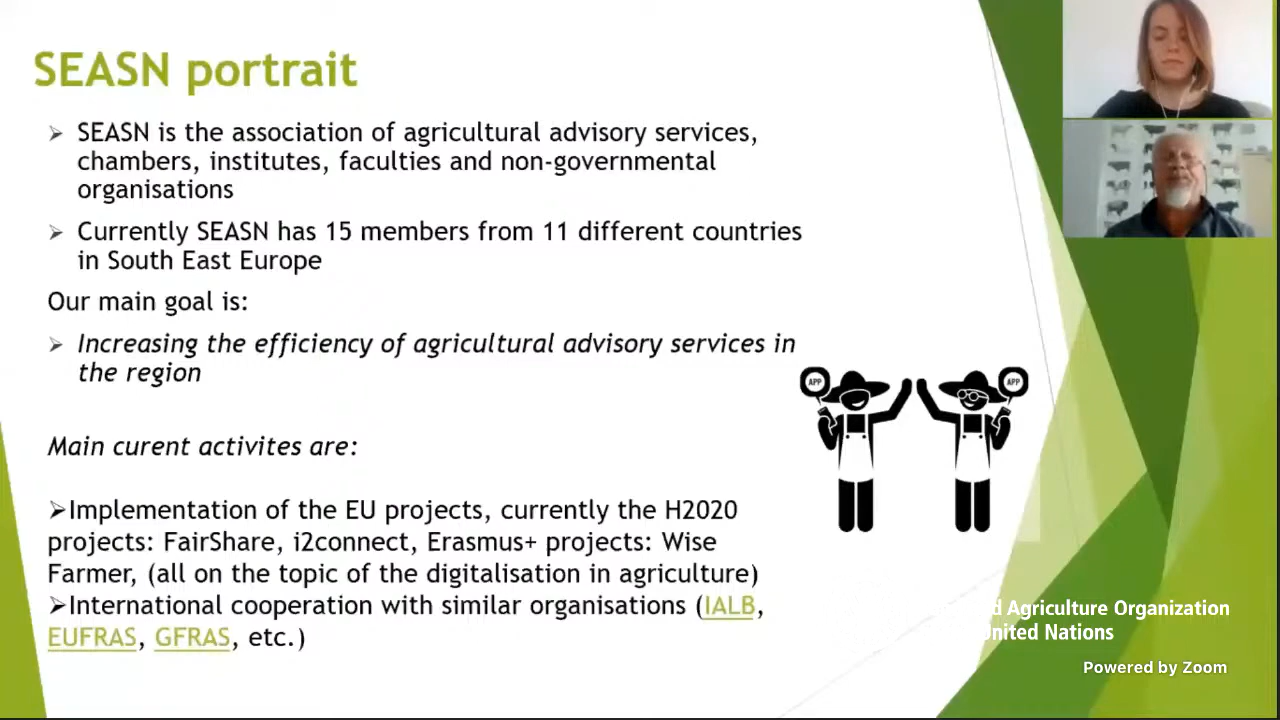 SEASN portrait
➢ SEASN is the association of agricultural advisory services,
chambers, institutes, faculties and non-governmental
organisations
➢ Currently SEASN has 15 members from 11 different countries
in South East Europe
Our main goal is:
➢ Increasing the efficiency of agricultural advisory services in
the region
APP
APP
Main curent activites are:
➢Implementation of the EU projects, currently the H2020
projects: FairShare, i2connect, Erasmus+ projects: Wise
Farmer, (all on the topic of the digitalisation in agriculture)
➢International cooperation with similar organisations (IALB,
EUFRAS, GFRAS, etc.)
Agriculture Organization
United Nations
Powered by Zoom